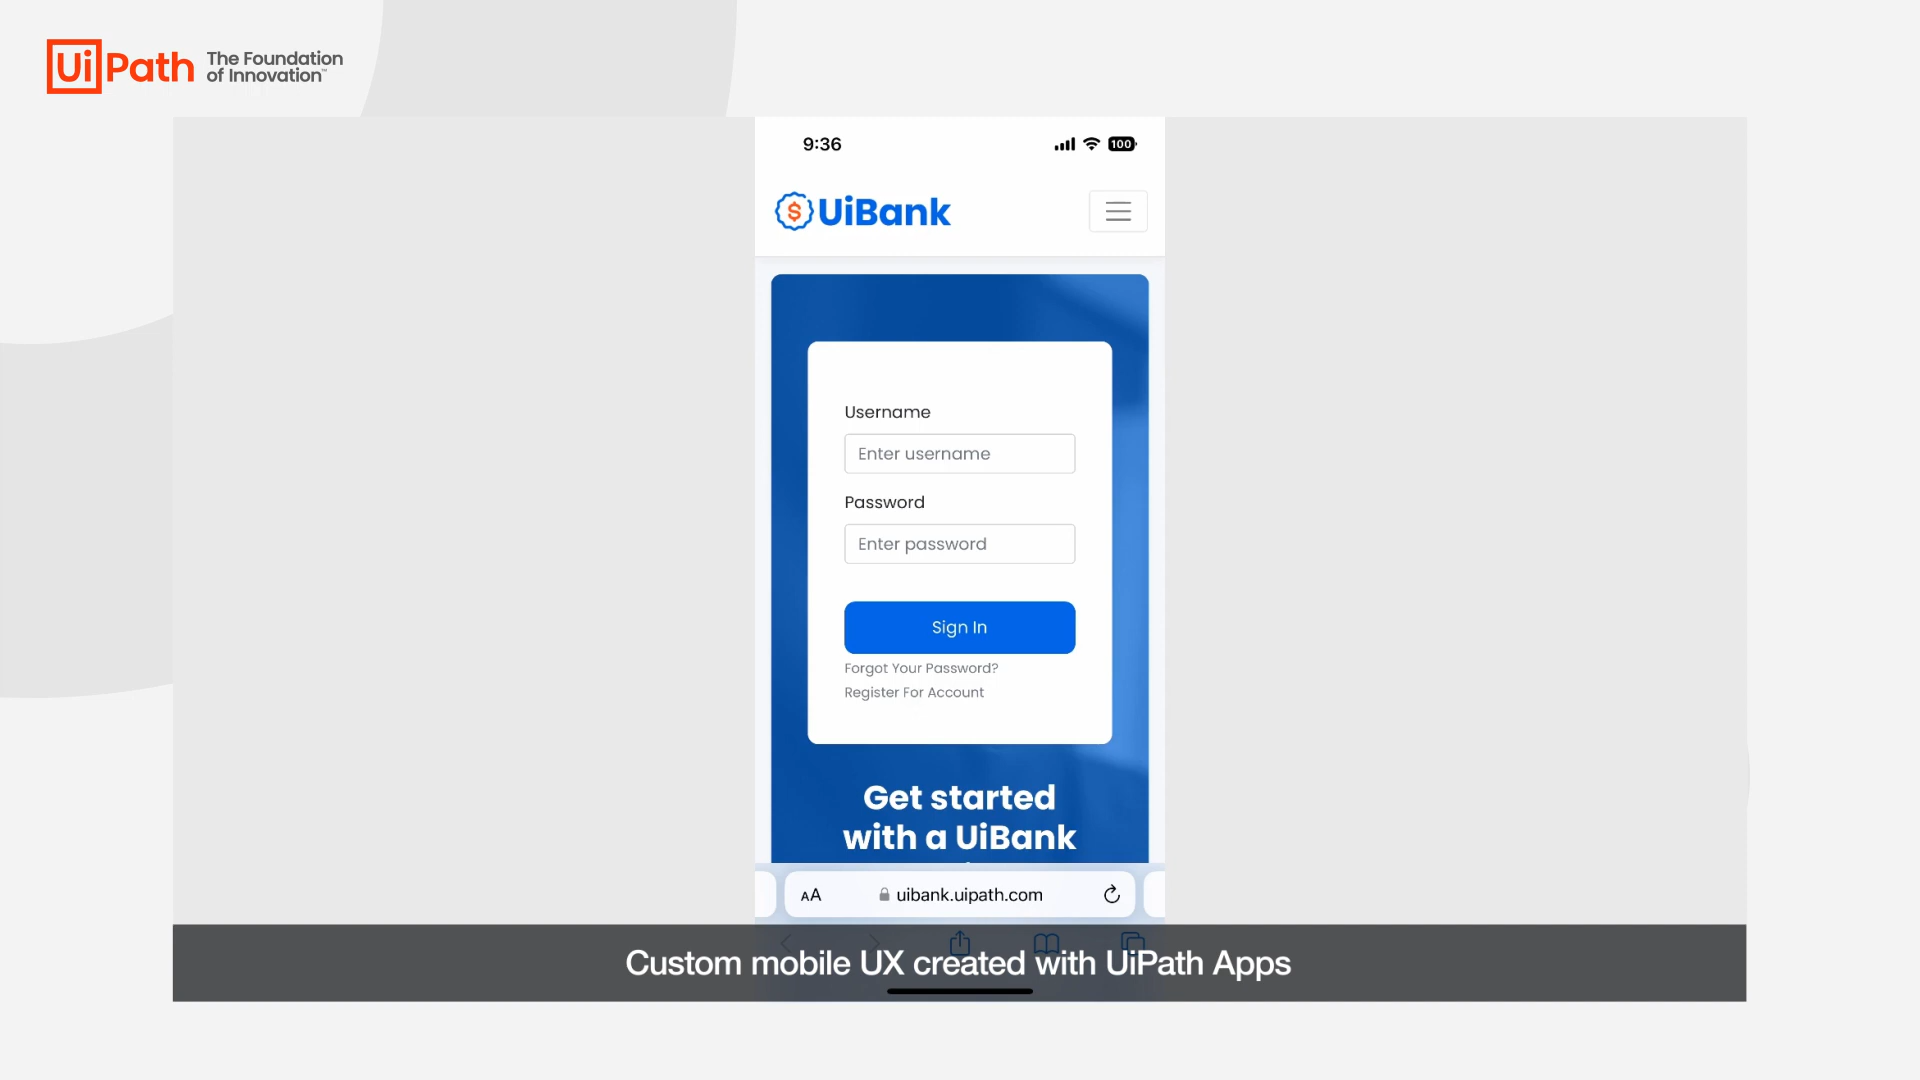 UiPath The Foundation
of Innovation™
9:36
100
$ UiBank
Username
Enter username
Password
Enter password
Sign In
Forgot Your Password?
Register For Account
Get started
with a UiBank
AA uibank.uipath.com
Custom mobile UX created with UiPath Apps